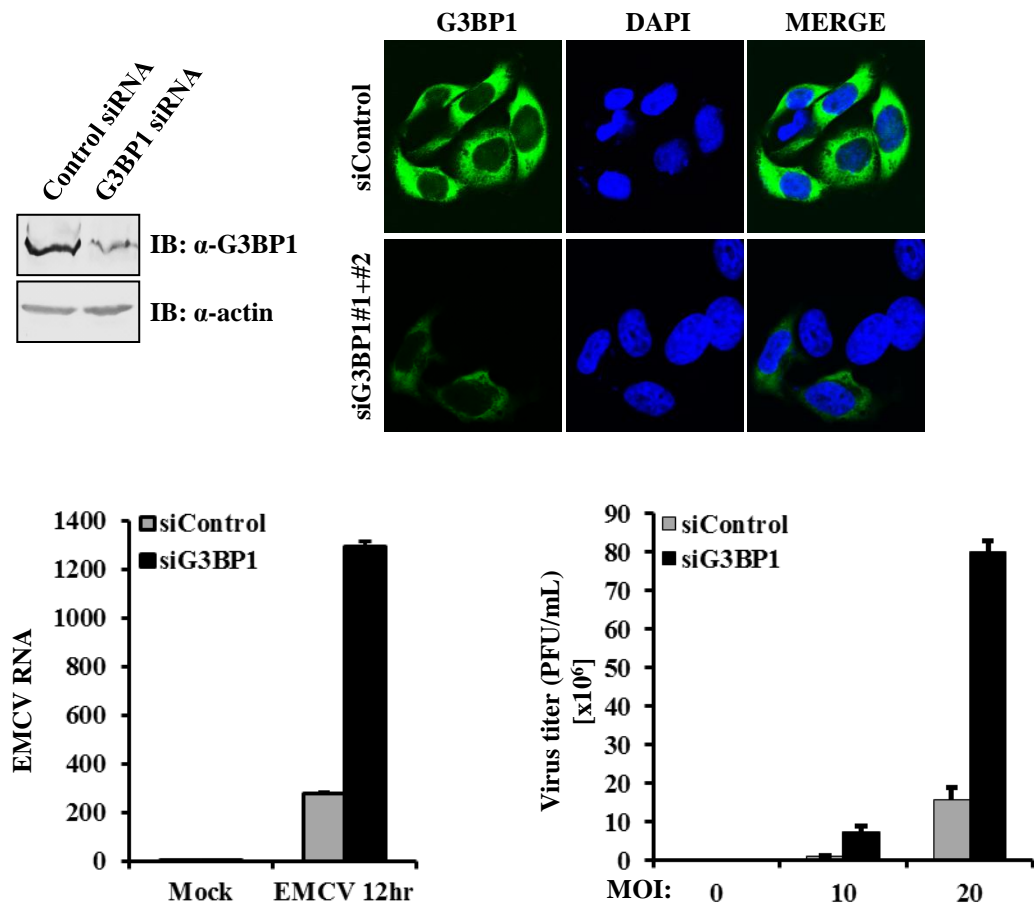 Control siRNA
G3BP1 siRNA
IB: α-G3BP1
IB: α-actin
G3BP1 DAPI MERGE
siControl
siG3BP1#1+#2
EMCV RNA
1400
1200
1000
800
600
400
200
0
siControl
siG3BP1
Mock EMCV 12hr
Virus titer (PFU/mL)
[x10⁶]
90
80
70
60
50
40
30
20
10
0
siControl
siG3BP1
MOI: 0 10 20